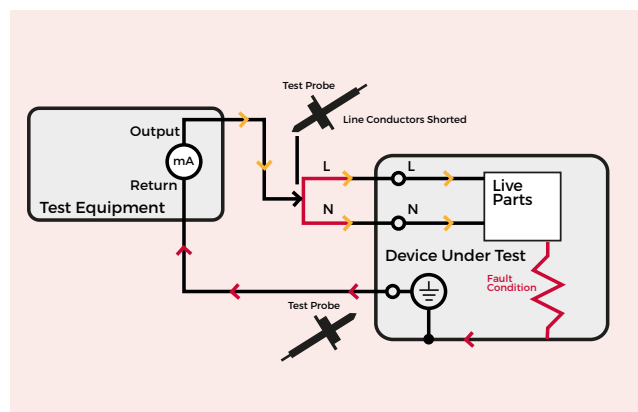 Test Probe
Line Conductors Shorted
Output
mA
Return
Test Equipment
L
L
N
N
Live
Parts
Device Under Test
Fault
Condition
Test Probe